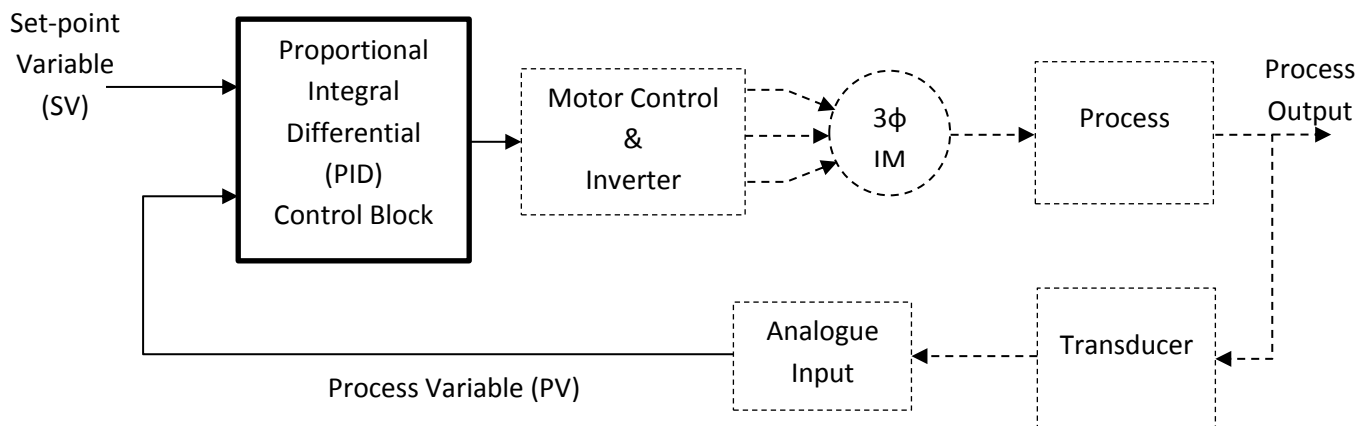 Set-point
Variable
(SV)
Proportional
Integral
Differential
(PID)
Control Block
Motor Control
&
Inverter
3ϕ
IM
Process
Process
Output
Analogue
Input
Transducer
Process Variable (PV)